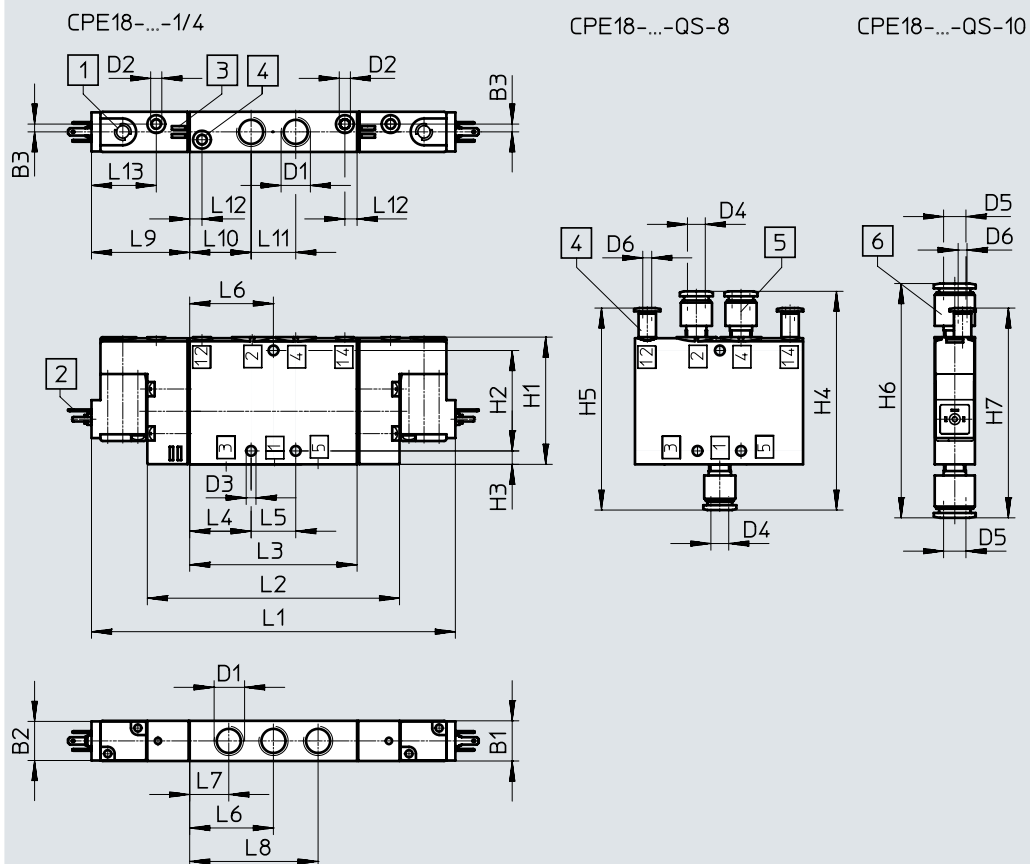 CPE18-...-1/4
CPE18-...-QS-8
CPE18-...-QS-10
1
D2
3
4
D2
B3
B3
L13
D1
L12
L12
L9
L10
L11
D5
D4
D6
D6
4
5
6
L6
12
2
4
14
2
H2
H1
3
1
5
D3
H3
L4
L5
L3
L2
L1
12
2
4
14
H5
H4
3
1
5
D4
H6
H7
D5
D1
B2
B1
L7
L6
L8